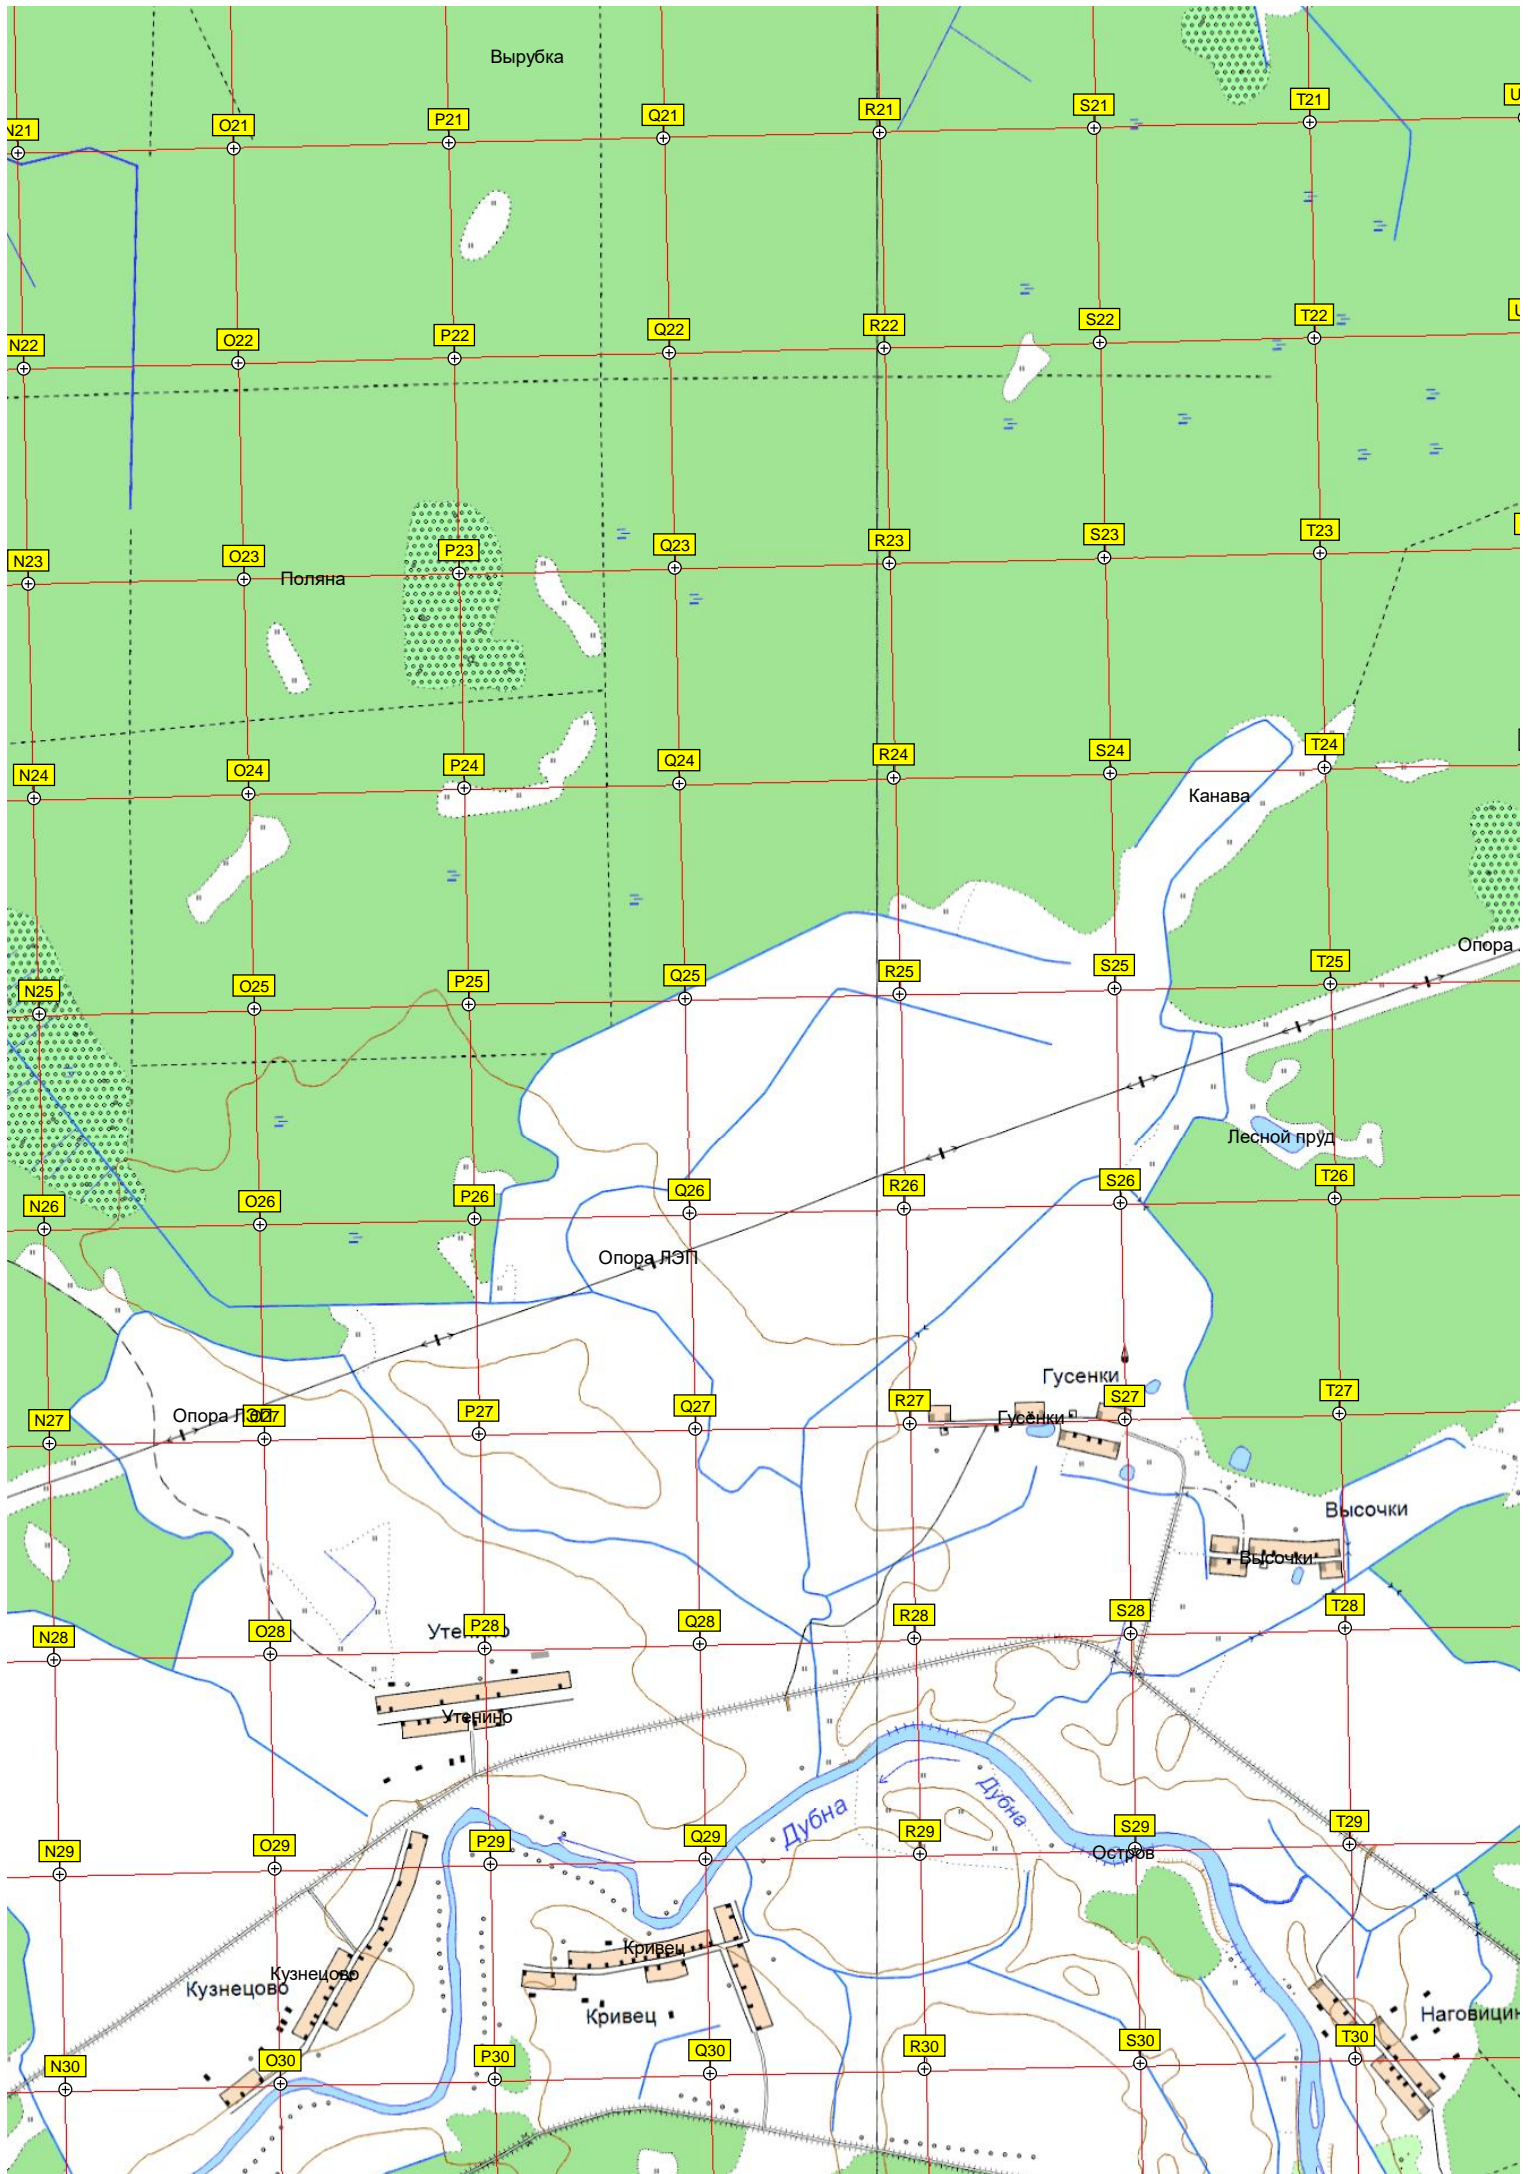 Вырубка
N21 O21 P21 Q21 R21 S21 T21
N22 O22 P22 Q22 R22 S22 T22
N23 O23 P23 Q23 R23 S23 T23
Поляна
N24 O24 P24 Q24 R24 S24 T24
Канава
Опора
N25 O25 P25 Q25 R25 S25 T25
Лесной пруд
N26 O26 P26 Q26 R26 S26 T26
Опора ЛЭП
Гусенки
N27 Опора ЛЭП O27 P27 Q27 R27 S27 T27
Гусёнки
Высочки
Высочки
N28 O28 Утенино P28 Q28 R28 S28 T28
Утенино
Дубна
Дубна
N29 O29 P29 Q29 R29 S29 T29
Остров
Кривец
Кузнецово
Кузнецово
Кривец
N30 O30 P30 Q30 R30 S30 T30